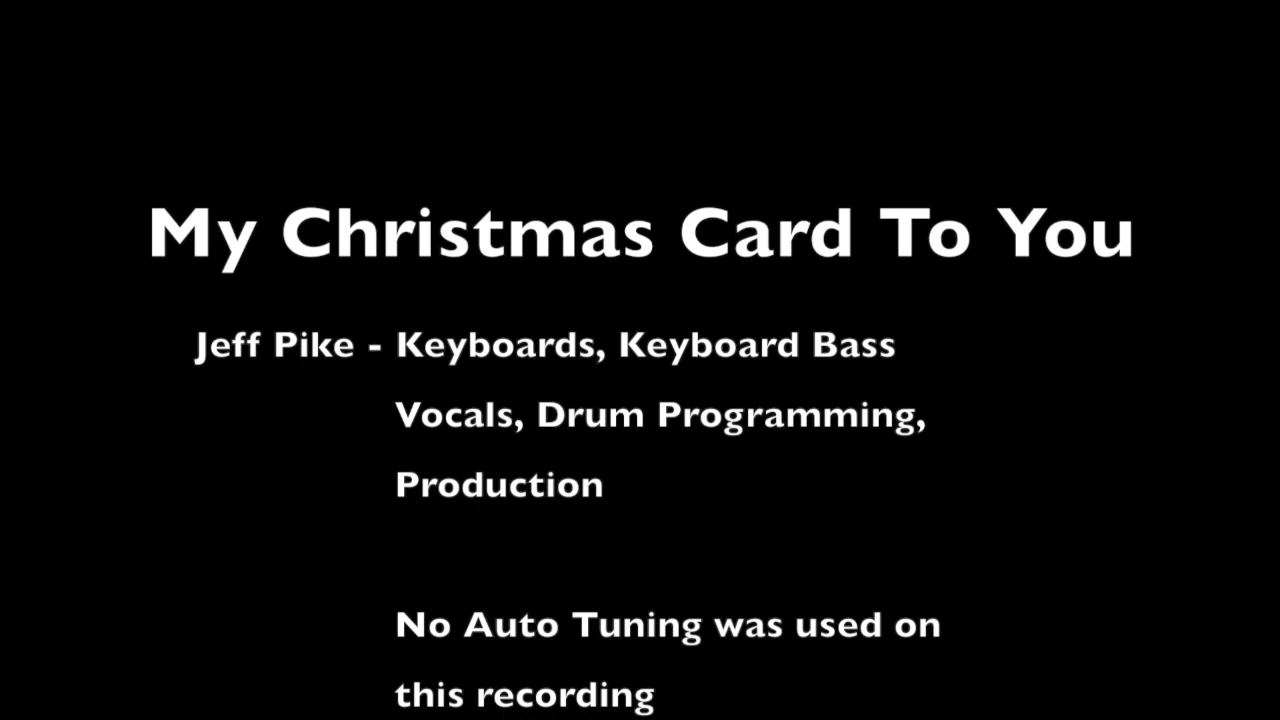 My Christmas Card To You
Jeff Pike - Keyboards, Keyboard Bass
Vocals, Drum Programming,
Production
No Auto Tuning was used on
this recording